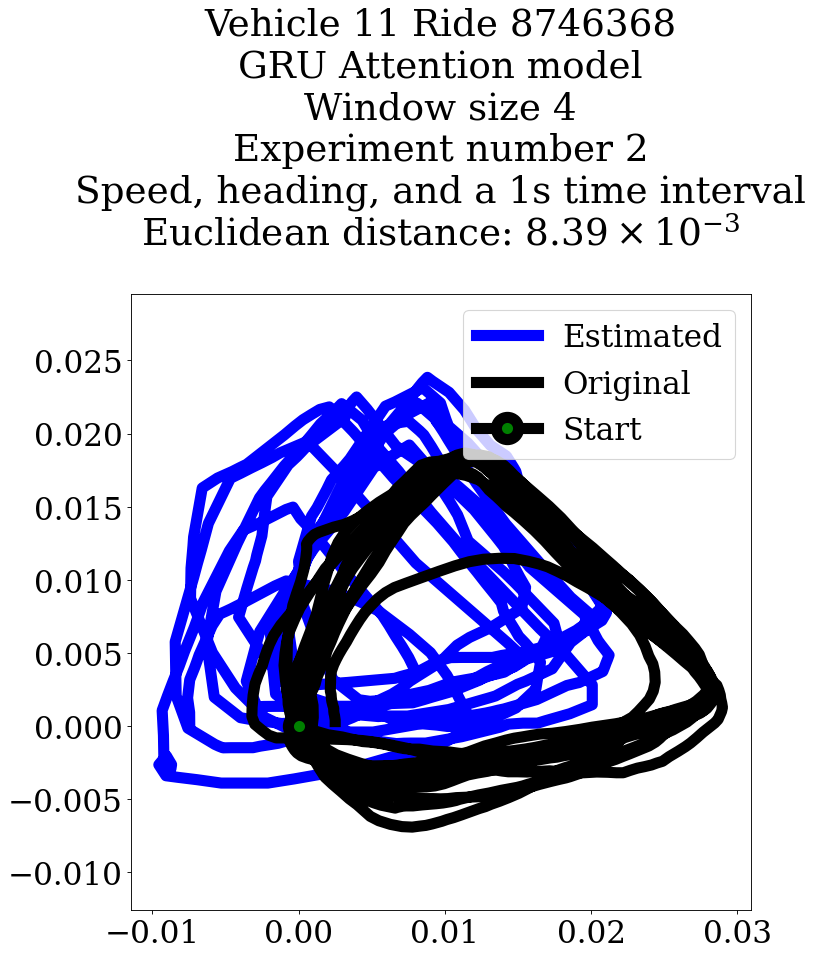 Vehicle 11 Ride 8746368
GRU Attention model
Window size 4
Experiment number 2
Speed, heading, and a 1s time interval
Euclidean distance: 8.39 × 10⁻³
Estimated
Original
Start
0.025
0.020
0.015
0.010
0.005
0.000
−0.005
−0.010
−0.01 0.00 0.01 0.02 0.03